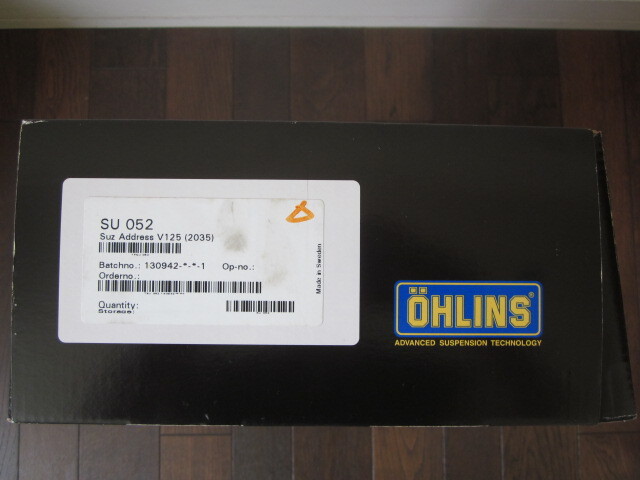 SU 052
Suz Address V125 (2035)
Batchno.: 130942-*-*-1 Op-no.:
Orderno.:
Quantity:
Storage:
Made in Sweden
ÖHLINS®
ADVANCED SUSPENSION TECHNOLOGY